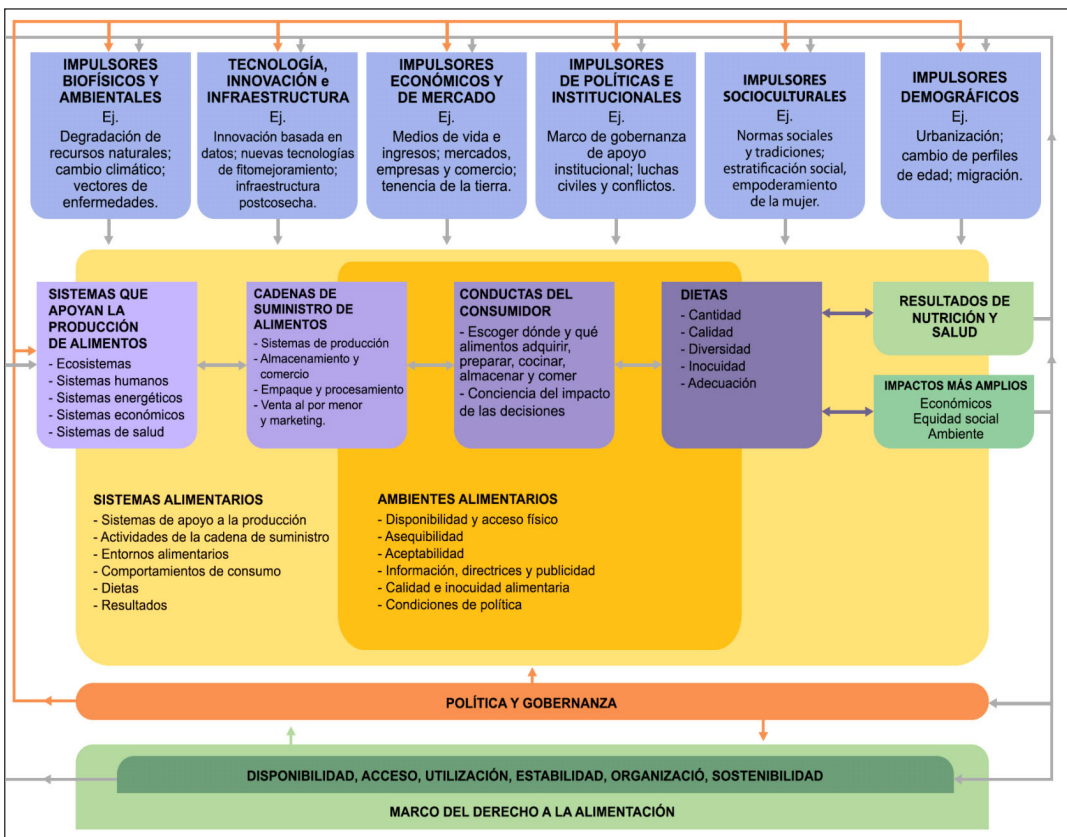 IMPULSORES
BIOFÍSICOS Y
AMBIENTALES
Ej.
Degradación de
recursos naturales;
cambio climático;
vectores de
enfermedades.
TECNOLOGÍA,
INNOVACIÓN e
INFRAESTRUCTURA
Ej.
Innovación basada en
datos; nuevas tecnologías
de fitomejoramiento;
infraestructura
postcosecha.
IMPULSORES
ECONÓMICOS Y
DE MERCADO
Ej.
Medios de vida e
ingresos; mercados,
empresas y comercio;
tenencia de la tierra.
IMPULSORES
DE POLÍTICAS E
INSTITUCIONALES
Ej.
Marco de gobernanza
de apoyo
institucional; luchas
civiles y conflictos.
IMPULSORES
SOCIOCULTURALES
Ej.
Normas sociales
y tradiciones;
estratificación social,
empoderamiento
de la mujer.
IMPULSORES
DEMOGRÁFICOS
Ej.
Urbanización;
cambio de perfiles
de edad; migración.
SISTEMAS QUE
APOYAN LA
PRODUCCIÓN
DE ALIMENTOS
- Ecosistemas
- Sistemas humanos
- Sistemas energéticos
- Sistemas económicos
- Sistemas de salud
CADENAS DE
SUMINISTRO DE
ALIMENTOS
- Sistemas de producción
- Almacenamiento y
comercio
- Empaque y procesamiento
- Venta al por menor
y marketing.
CONDUCTAS DEL
CONSUMIDOR
- Escoger dónde y qué
alimentos adquirir,
preparar, cocinar,
almacenar y comer
- Conciencia del impacto
de las decisiones
DIETAS
- Cantidad
- Calidad
- Diversidad
- Inocuidad
- Adecuación
RESULTADOS DE
NUTRICIÓN Y
SALUD
IMPACTOS MÁS AMPLIOS
Económicos
Equidad social
Ambiente
SISTEMAS ALIMENTARIOS
- Sistemas de apoyo a la producción
- Actividades de la cadena de suministro
- Entornos alimentarios
- Comportamientos de consumo
- Dietas
- Resultados
AMBIENTES ALIMENTARIOS
- Disponibilidad y acceso físico
- Asequibilidad
- Aceptabilidad
- Información, directrices y publicidad
- Calidad e inocuidad alimentaria
- Condiciones de política
POLÍTICA Y GOBERNANZA
DISPONIBILIDAD, ACCESO, UTILIZACIÓN, ESTABILIDAD, ORGANIZACIÓ, SOSTENIBILIDAD
MARCO DEL DERECHO A LA ALIMENTACIÓN